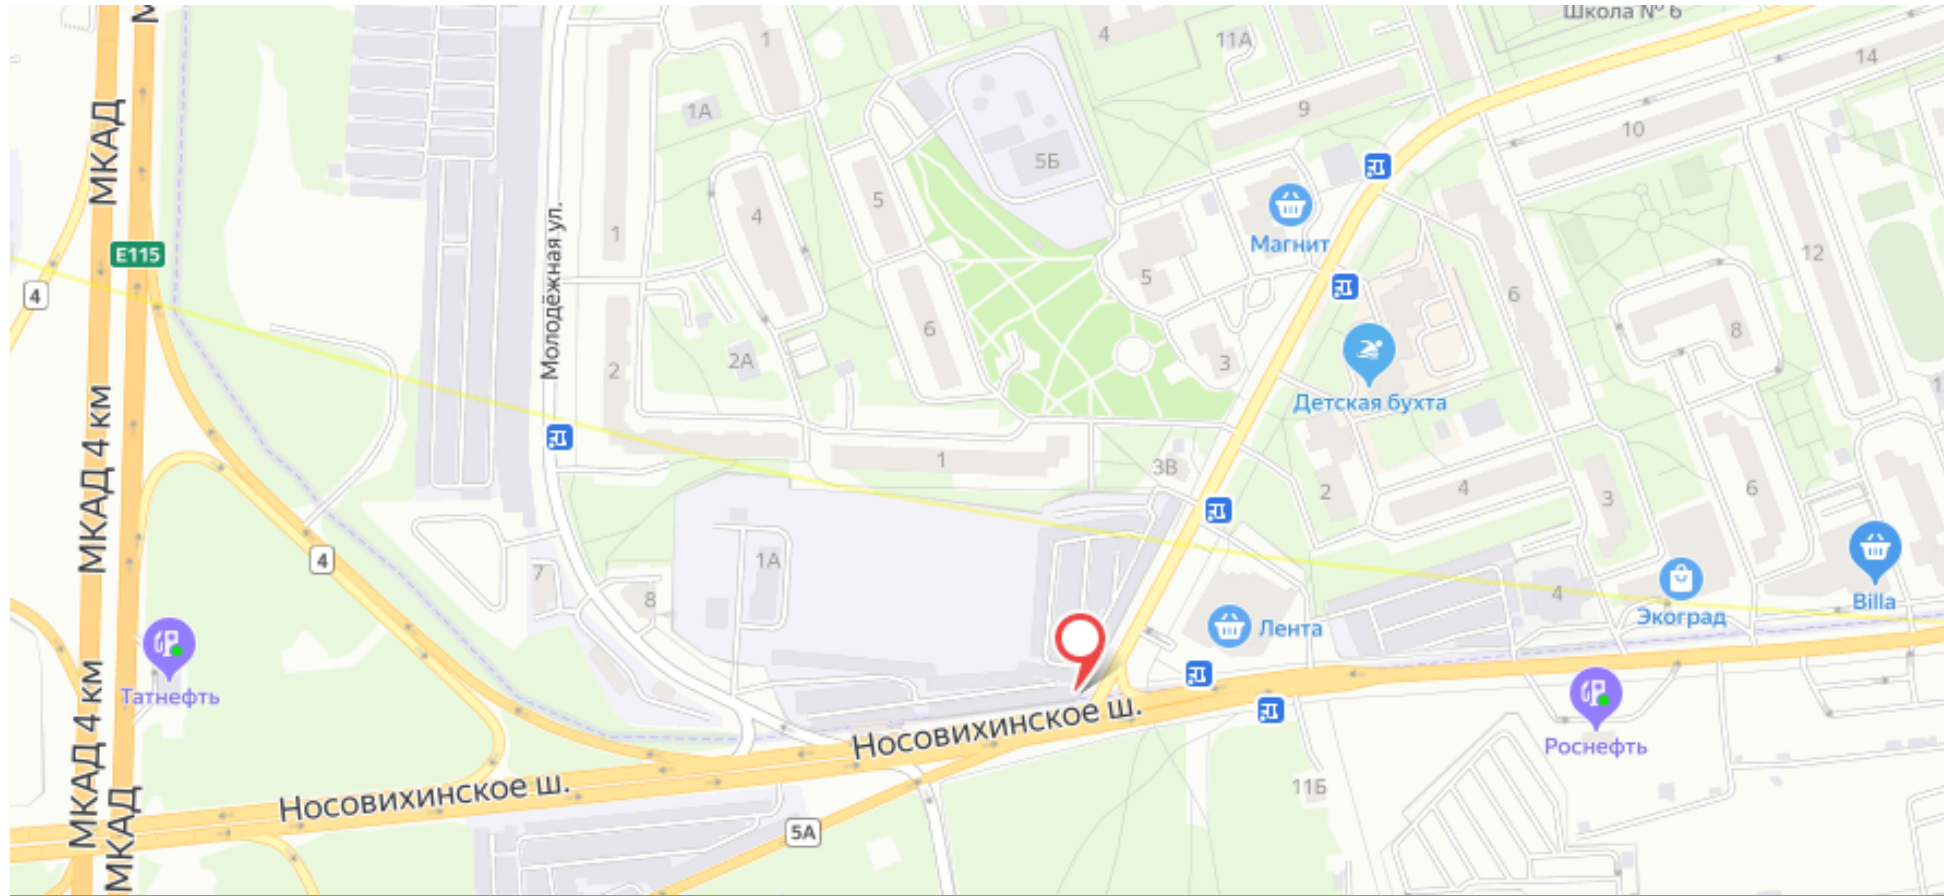 М
Школа № 6
1
4
11А
14
МКАД
МКАД
1А
9
10
5Б
4
5
Магнит
E115
1
Молодёжная ул.
5
12
4
6
6
3
8
2
2А
Детская бухта
МКАД 4 км
1
3В
2
4
3
6
4
1А
7
8
4
Billa
Экоград
Лента
Татнефть
МКАД 4 км
Носовихинское ш.
Роснефть
Носовихинское ш.
11Б
5А
МКАД